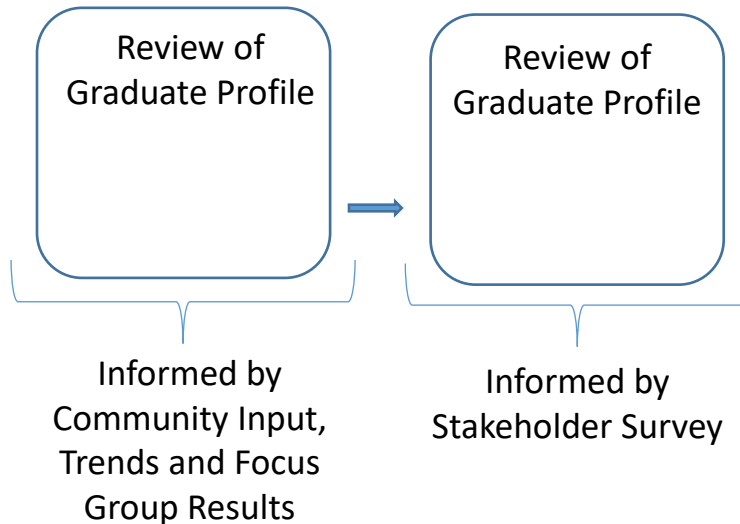 Review of
Graduate Profile
Review of
Graduate Profile
Informed by
Community Input,
Trends and Focus
Group Results
Informed by
Stakeholder Survey